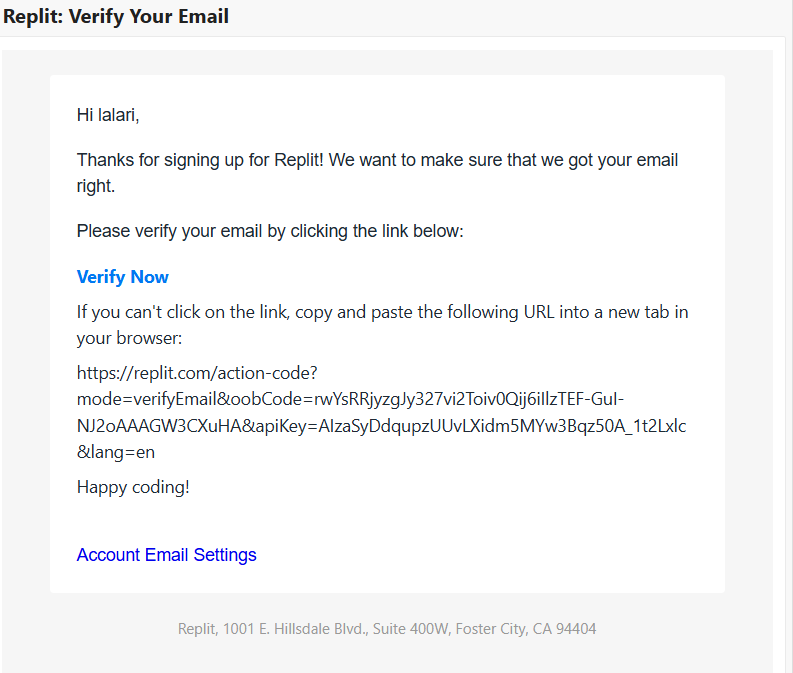 Replit: Verify Your Email
Hi lalari,
Thanks for signing up for Replit! We want to make sure that we got your email
right.
Please verify your email by clicking the link below:
Verify Now
If you can't click on the link, copy and paste the following URL into a new tab in
your browser:
https://replit.com/action-code?
mode=verifyEmail&oobCode=rwYsRRjyzgJy327vi2Toiv0Qij6iIlzTEF-GuI-
NJ2oAAAGW3CXuHA&apiKey=AIzaSyDdqupzUUvLXidm5MYw3Bqz50A_1t2Lxlc
&lang=en
Happy coding!
Account Email Settings
Replit, 1001 E. Hillsdale Blvd., Suite 400W, Foster City, CA 94404